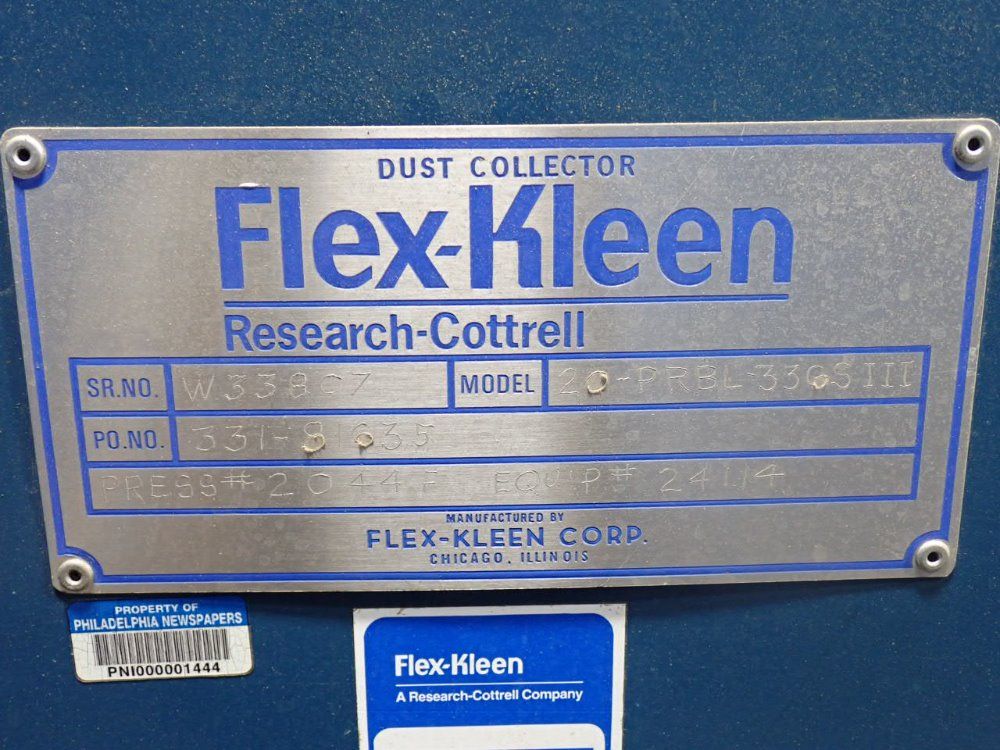 DUST COLLECTOR
Flex-Kleen
Research-Cottrell
SR.NO. W33807 MODEL 20-PRBL-330SIII
PO.NO. 331-81635
PRESS# 2044F EQUIP# 24114
MANUFACTURED BY
FLEX-KLEEN CORP.
CHICAGO, ILLINOIS
PROPERTY OF
PHILADELPHIA NEWSPAPERS
PNI000001444
Flex-Kleen
A Research-Cottrell Company